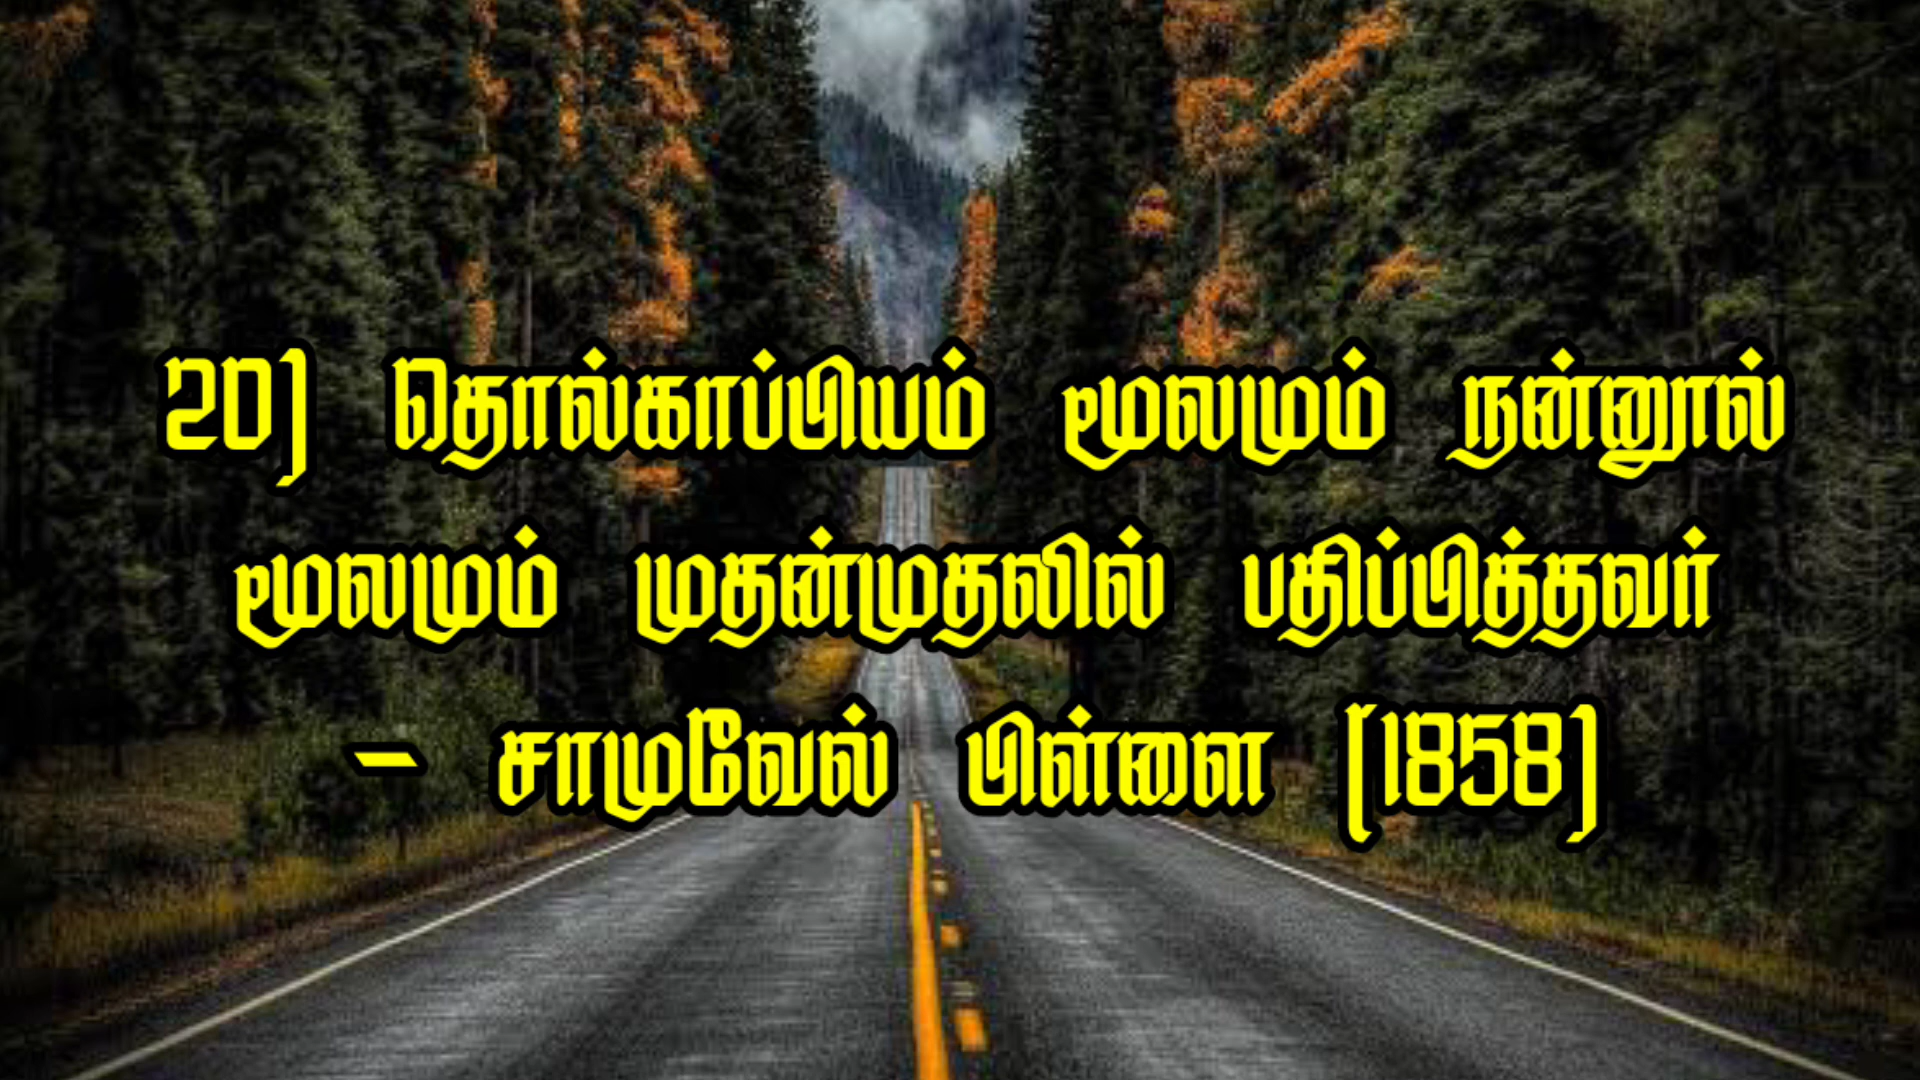 20) தொல்காப்பியம் மூலமும் நன்னூல்
மூலமும் முதன்முதலில் பதிப்பித்தவர்
- சாமுவேல் பிள்ளை (1858)